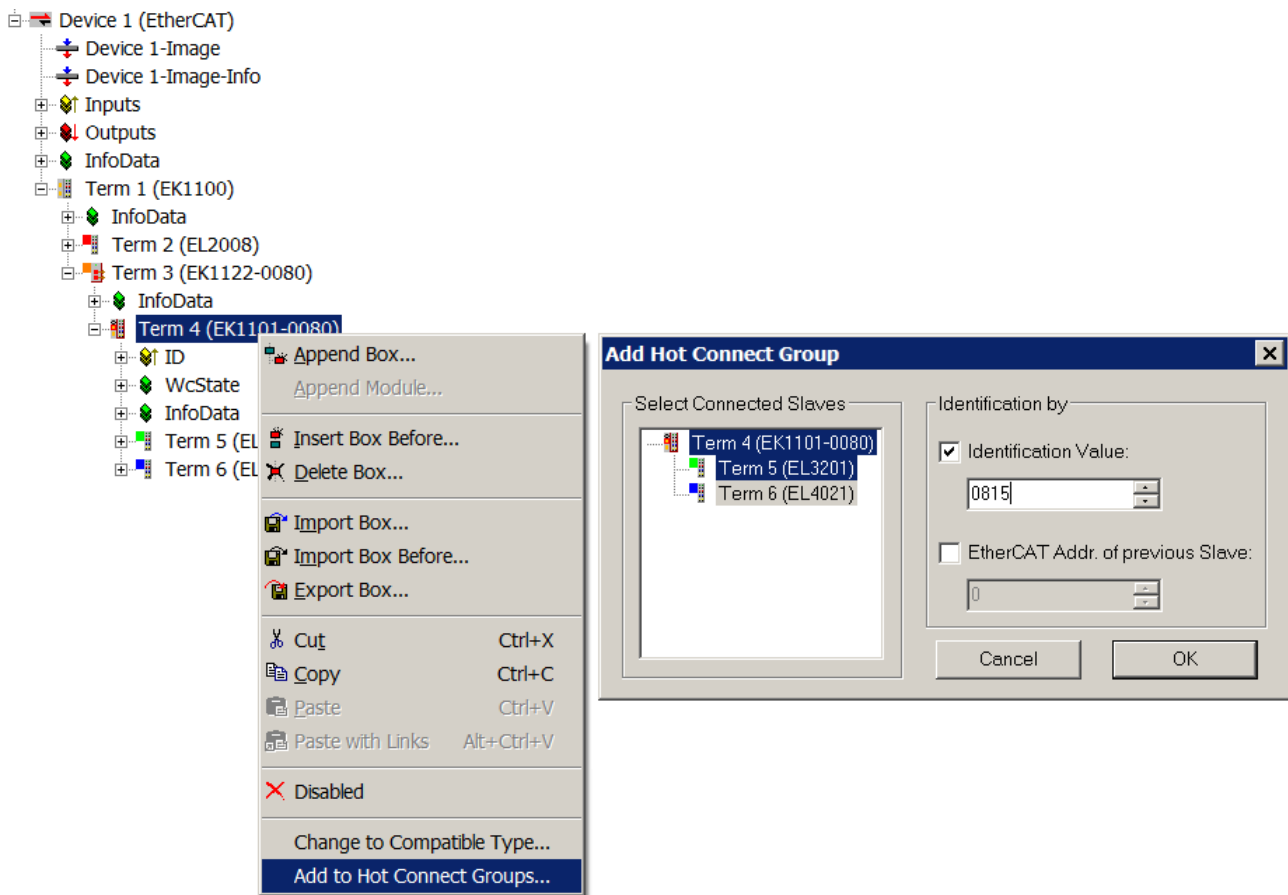 Device 1 (EtherCAT)
Device 1-Image
Device 1-Image-Info
Inputs
Outputs
InfoData
Term 1 (EK1100)
InfoData
Term 2 (EL2008)
Term 3 (EK1122-0080)
InfoData
Term 4 (EK1101-0080)
ID
WcState
InfoData
Term 5 (EL
Term 6 (EL
Append Box...
Append Module...
Insert Box Before...
Delete Box...
Import Box...
Import Box Before...
Export Box...
Cut Ctrl+X
Copy Ctrl+C
Paste Ctrl+V
Paste with Links Alt+Ctrl+V
Disabled
Change to Compatible Type...
Add to Hot Connect Groups...
Add Hot Connect Group
Select Connected Slaves
Term 4 (EK1101-0080)
Term 5 (EL3201)
Term 6 (EL4021)
Identification by
Identification Value:
0815
EtherCAT Addr. of previous Slave:
0
Cancel OK